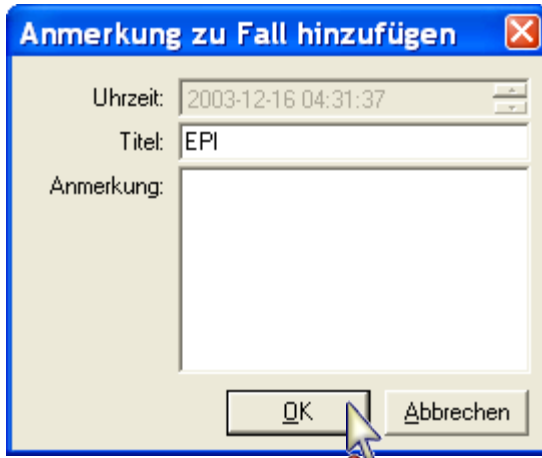 Anmerkung zu Fall hinzufügen
Uhrzeit: 2003-12-16 04:31:37
Titel: EPI
Anmerkung:
OK Abbrechen